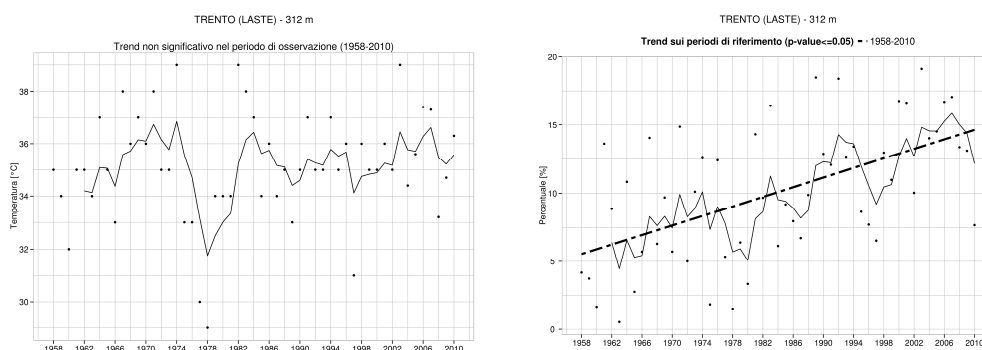 TRENTO (LASTE) - 312 m
Trend non significativo nel periodo di osservazione (1958-2010)
Temperatura [°C]
38
36
34
32
30
1958 1962 1966 1970 1974 1978 1982 1986 1990 1994 1998 2002 2006 2010
TRENTO (LASTE) - 312 m
Trend sui periodi di riferimento (p-value<=0.05) 1958-2010
Percentuale [%]
20
15
10
5
0
1958 1962 1966 1970 1974 1978 1982 1986 1990 1994 1998 2002 2006 2010